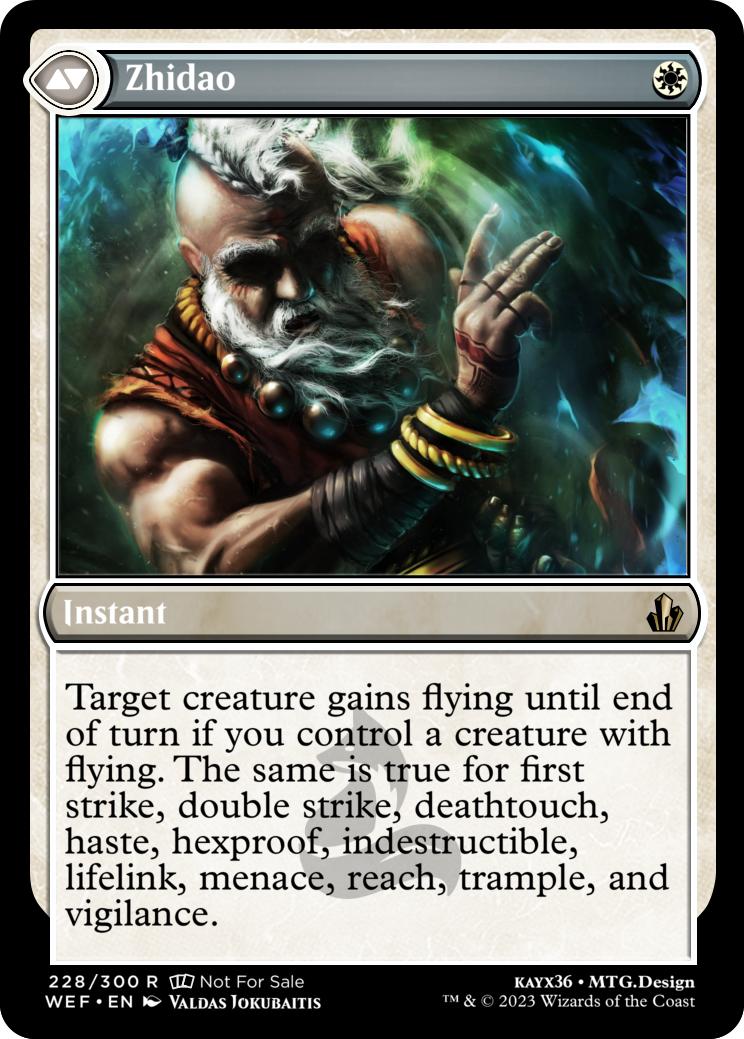 Zhidao
Instant
Target creature gains flying until end
of turn if you control a creature with
flying. The same is true for first
strike, double strike, deathtouch,
haste, hexproof, indestructible,
lifelink, menace, reach, trample, and
vigilance.
228/300 R Not For Sale
WEF • EN Valdas Jokubaitis
kayx36 • MTG.Design
™ & © 2023 Wizards of the Coast